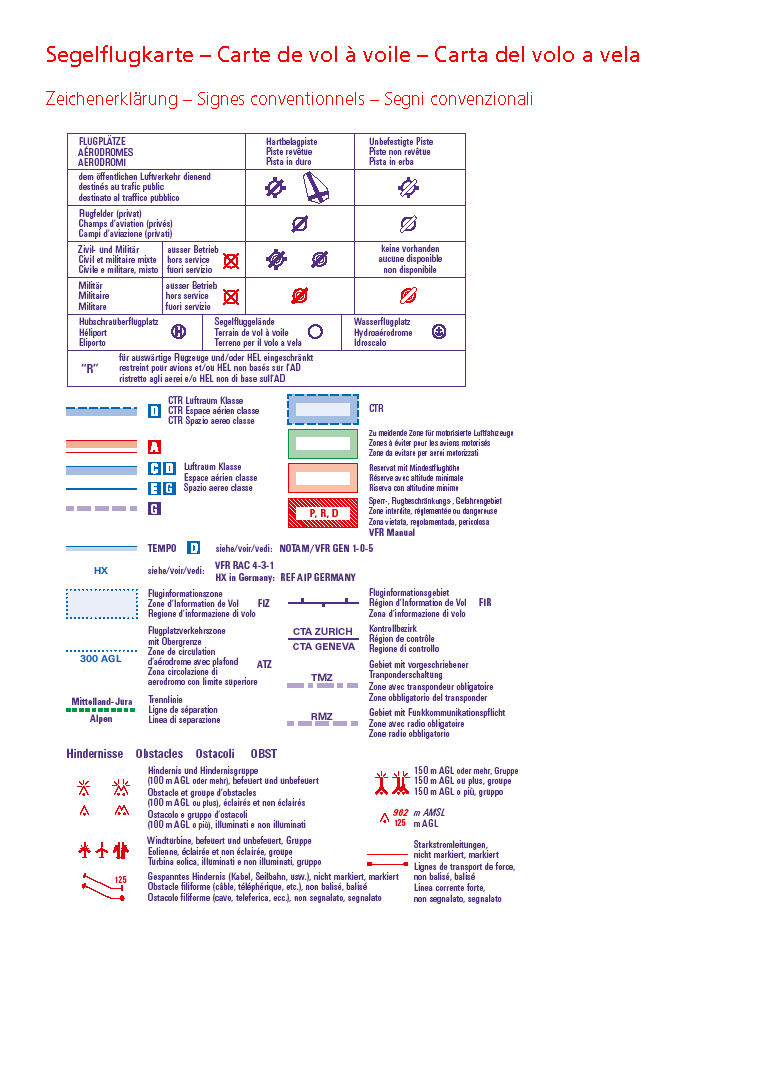 Segelflugkarte – Carte de vol à voile – Carta del volo a vela
Zeichenerklärung – Signes conventionnels – Segni convenzionali
FLUGPLÄTZE
AÉRODROMES
AERODROMI
Hartbelagpiste
Piste revêtue
Pista in duro
Unbefestigte Piste
Piste non revêtue
Pista in erba
dem öffentlichen Luftverkehr dienend
destinés au trafic public
destinato al traffico pubblico
Flugfelder (privat)
Champs d'aviation (privés)
Campi d'aviazione (privati)
Zivil- und Militär
Civil et militaire mixte
Civile e militare, misto
ausser Betrieb
hors service
fuori servizio
keine vorhanden
aucune disponible
non disponibile
Militär
Militaire
Militare
ausser Betrieb
hors service
fuori servizio
Hubschrauberflugplatz
Héliport
Eliporto
H
Segelfluggelände
Terrain de vol à voile
Terreno per il volo a vela
Wasserflugplatz
Hydroaérodrome
Idroscalo
"R"
für auswärtige Flugzeuge und/oder HEL eingeschränkt
restreint pour avions et/ou HEL non basés sur l'AD
ristretto agli aerei e/o HEL non di base sull'AD
D
CTR Luftraum Klasse
CTR Espace aérien classe
CTR Spazio aereo classe
CTR
A
Zu meidende Zone für motorisierte Luftfahrzeuge
Zones à éviter pour les avions motorisés
Zone da evitare per aerei motorizzati
C D
E G
Luftraum Klasse
Espace aérien classe
Spazio aereo classe
Reservat mit Mindestflughöhe
Réserve avec altitude minimale
Riserva con altitudine minime
G
P, R, D
Sperr-, Flugbeschränkungs-, Gefahrengebiet
Zone interdite, réglementée ou dangereuse
Zona vietata, regolamentada, pericolosa
VFR Manual
TEMPO D siehe/voir/vedi: NOTAM/VFR GEN 1-0-5
HX siehe/voir/vedi: VFR RAC 4-3-1
HX in Germany: REF AIP GERMANY
Fluginformationszone
Zone d'Information de Vol FIZ
Regione d'informazione di volo
Fluginformationsgebiet
Région d'Information de Vol FIR
Zona d'informazione di volo
300 AGL
Flugplatzverkehrszone
mit Obergrenze
Zone de circulation
d'aérodrome avec plafond ATZ
Zona circolazione di
aerodromo con limite superiore
CTA ZURICH
CTA GENEVA
Kontrollbezirk
Région de contrôle
Regione di controllo
TMZ
Gebiet mit vorgeschriebener
Tranponderschaltung
Zone avec transpondeur obligatoire
Zone obbligatorio del transponder
Mittelland-Jura
Alpen
Trennlinie
Ligne de séparation
Linea di separazione
RMZ
Gebiet mit Funkkommunikationspflicht
Zone avec radio obligatoire
Zone radio obbligatorio
Hindernisse Obstacles Ostacoli OBST
Hindernis und Hindernisgruppe
(100 m AGL oder mehr), befeuert und unbefeuert
Obstacle et groupe d'obstacles
(100 m AGL ou plus), éclairés et non éclairés
Ostacolo e gruppo d'ostacoli
(100 m AGL o più), illuminati e non illuminati
150 m AGL oder mehr, Gruppe
150 m AGL ou plus, groupe
150 m AGL o più, gruppo
962 m AMSL
125 m AGL
Windturbine, befeuert und unbefeuert, Gruppe
Eolienne, éclairée et non éclairée, groupe
Turbina eolica, illuminati e non illuminati, gruppo
Starkstromleitungen,
nicht markiert, markiert
Lignes de transport de force,
non balisé, balisé
Linea corrente forte,
non segnalato, segnalato
125
Gespanntes Hindernis (Kabel, Seilbahn, usw.), nicht markiert, markiert
Obstacle filiforme (câble, téléphérique, etc.), non balisé, balisé
Ostacolo filiforme (cavo, teleferica, ecc.), non segnalato, segnalato